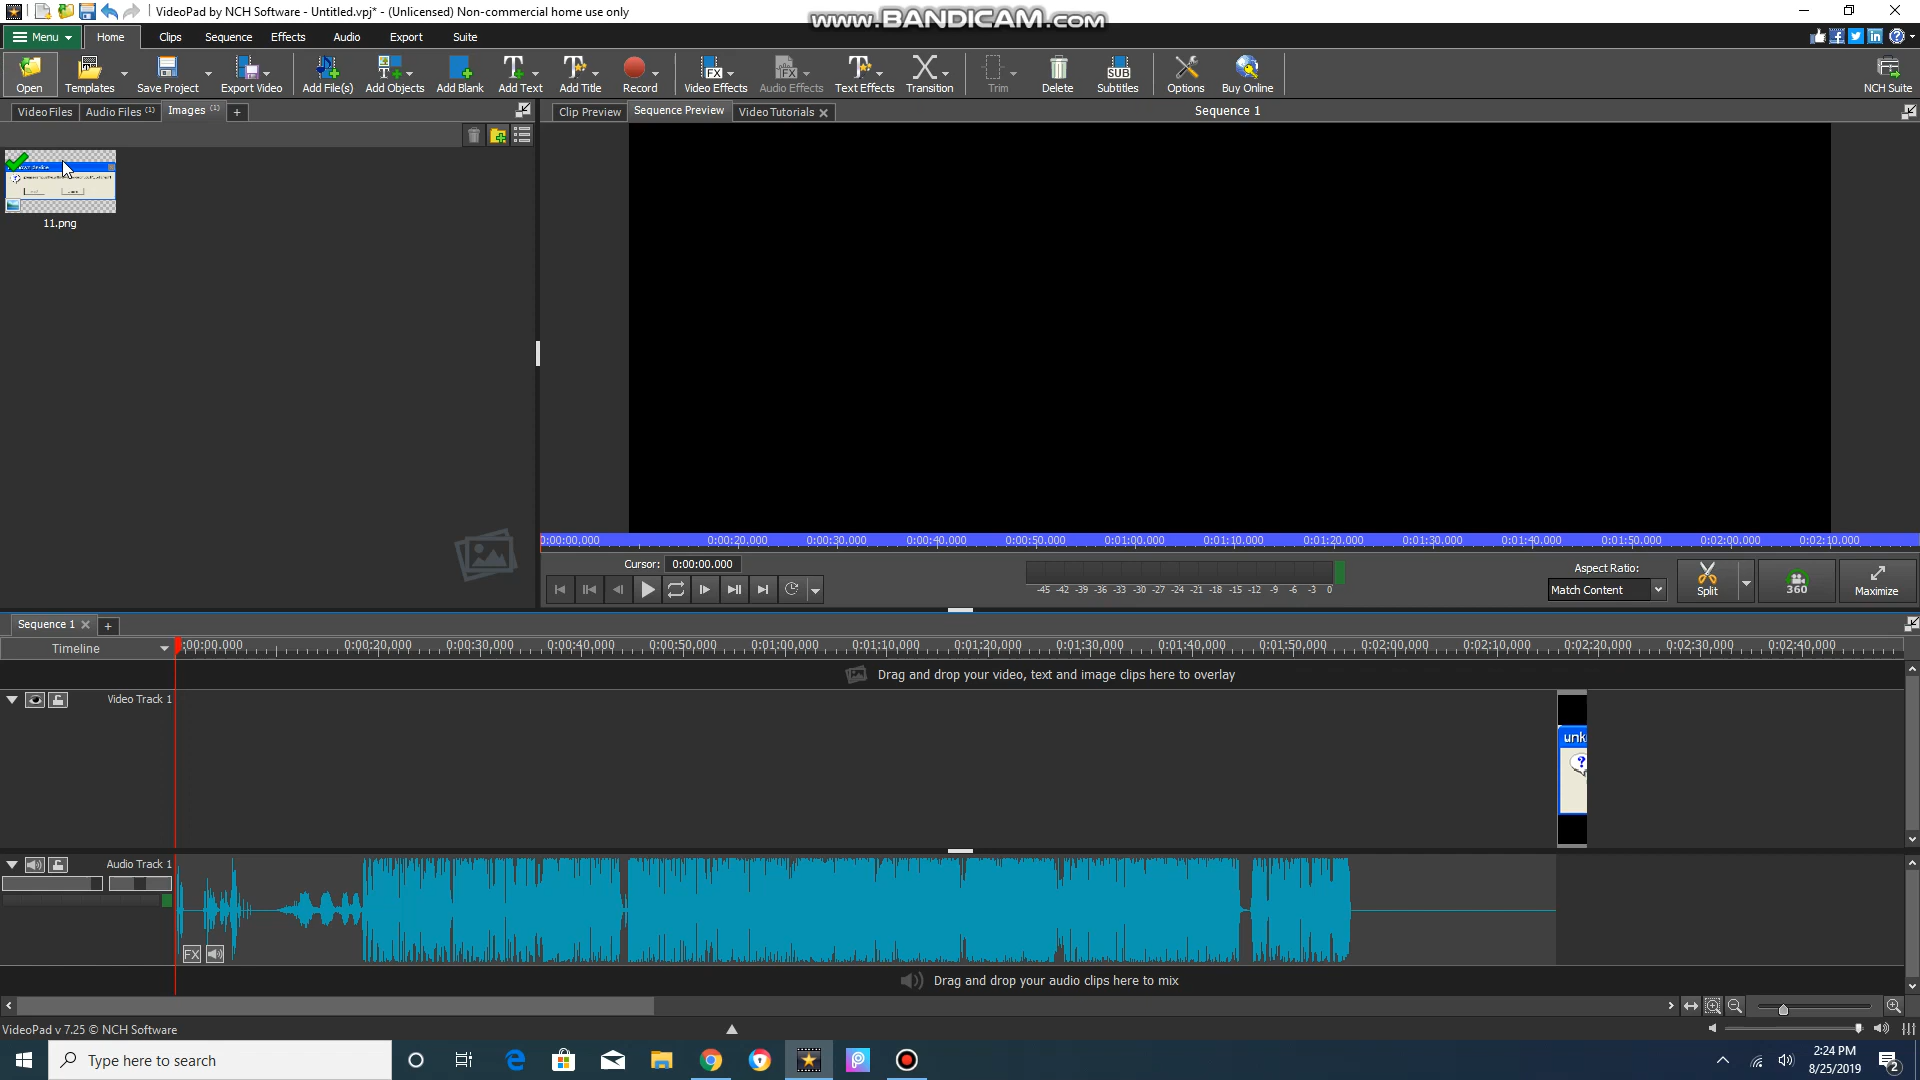 VideoPad by NCH Software - Untitled.vpj* - (Unlicensed) Non-commercial home use only
www.BANDICAM.com
Menu Home Clips Sequence Effects Audio Export Suite
Open Templates Save Project Export Video Add File(s) Add Objects Add Blank Add Text Add Title Record Video Effects Audio Effects Text Effects Transition Trim Delete Subtitles Options Buy Online NCH Suite
Video Files Audio Files (1) Images (1) +
Clip Preview Sequence Preview Video Tutorials Sequence 1
11.png
0:00:00.000 0:00:20.000 0:00:30.000 0:00:40.000 0:00:50.000 0:01:00.000 0:01:10.000 0:01:20.000 0:01:30.000 0:01:40.000 0:01:50.000 0:02:00.000 0:02:10.000
Cursor: 0:00:00.000
-45 -42 -39 -36 -33 -30 -27 -24 -21 -18 -15 -12 -9 -6 -3 0
Aspect Ratio:
Match Content
Split 360 Maximize
Sequence 1 +
Timeline
:00:00.000 0:00:20.000 0:00:30.000 0:00:40.000 0:00:50.000 0:01:00.000 0:01:10.000 0:01:20.000 0:01:30.000 0:01:40.000 0:01:50.000 0:02:00.000 0:02:10.000 0:02:20.000 0:02:30.000 0:02:40.000
Drag and drop your video, text and image clips here to overlay
Video Track 1
unk
?
Audio Track 1
FX
Drag and drop your audio clips here to mix
VideoPad v 7.25 © NCH Software
Type here to search
2:24 PM
8/25/2019
2